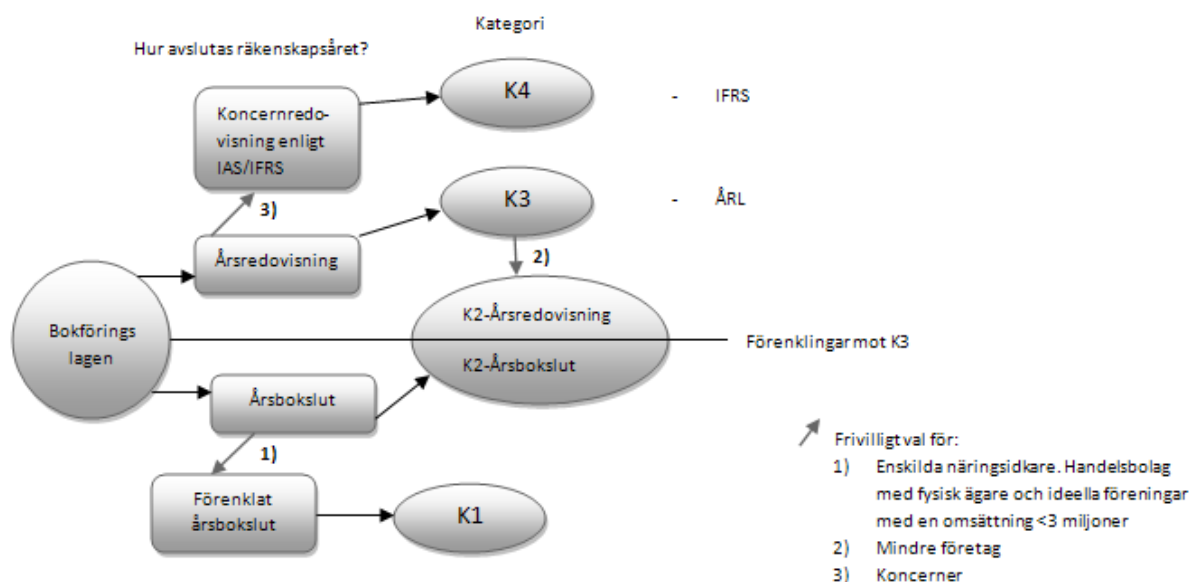 Kategori
Hur avslutas räkenskapsåret?
K4
- IFRS
Koncernredo-
visning enligt
IAS/IFRS
3)
K3
- ÅRL
Årsredovisning
2)
Bokförings
lagen
K2-Årsredovisning
Förenklingar mot K3
K2-Årsbokslut
Årsbokslut
1)
Förenklat
årsbokslut
K1
Frivilligt val för:
1) Enskilda näringsidkare. Handelsbolag
med fysisk ägare och ideella föreningar
med en omsättning <3 miljoner
2) Mindre företag
3) Koncerner